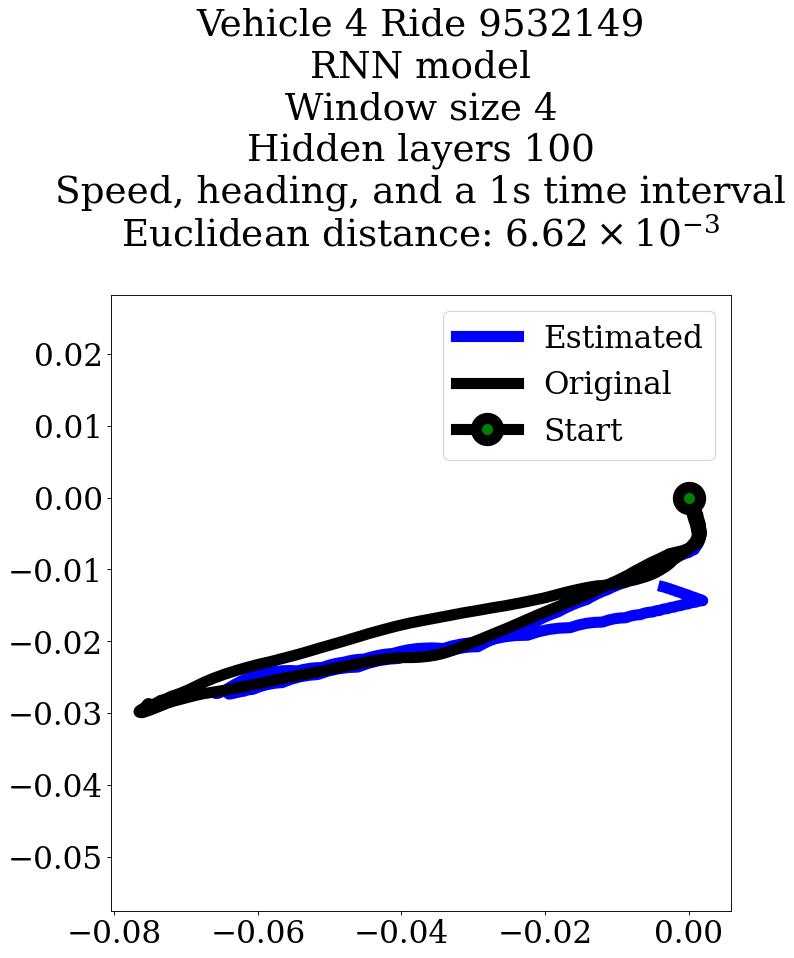 Vehicle 4 Ride 9532149
RNN model
Window size 4
Hidden layers 100
Speed, heading, and a 1s time interval
Euclidean distance: 6.62 × 10⁻³
Estimated
Original
Start
0.02
0.01
0.00
−0.01
−0.02
−0.03
−0.04
−0.05
−0.08 −0.06 −0.04 −0.02 0.00